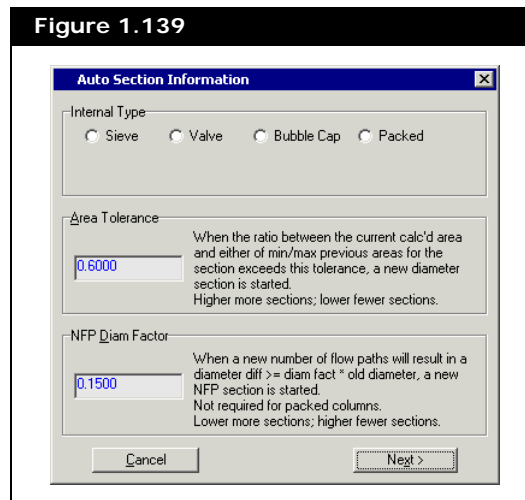 Figure 1.139
Auto Section Information
Internal Type
Sieve Valve Bubble Cap Packed
Area Tolerance
0.6000
When the ratio between the current calc'd area
and either of min/max previous areas for the
section exceeds this tolerance, a new diameter
section is started.
Higher more sections; lower fewer sections.
NFP Diam Factor
0.1500
When a new number of flow paths will result in a
diameter diff >= diam fact * old diameter, a new
NFP section is started.
Not required for packed columns.
Lower more sections; higher fewer sections.
Cancel Next >